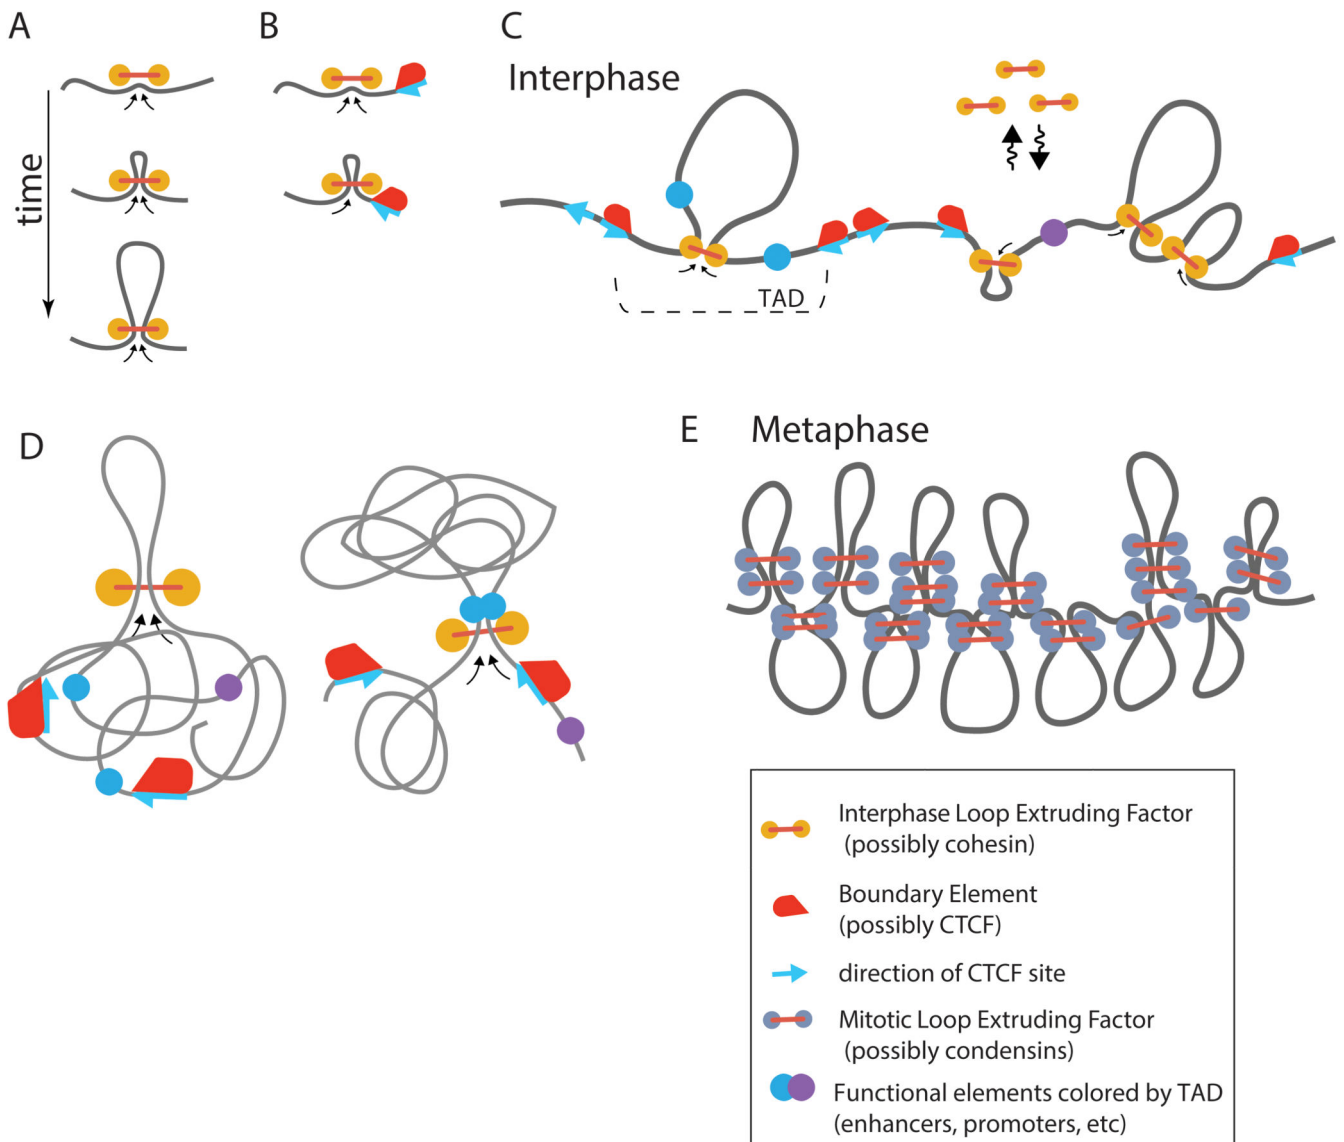 A
B
C
Interphase
time
TAD
D
E
Metaphase
Interphase Loop Extruding Factor
(possibly cohesin)
Boundary Element
(possibly CTCF)
direction of CTCF site
Mitotic Loop Extruding Factor
(possibly condensins)
Functional elements colored by TAD
(enhancers, promoters, etc)